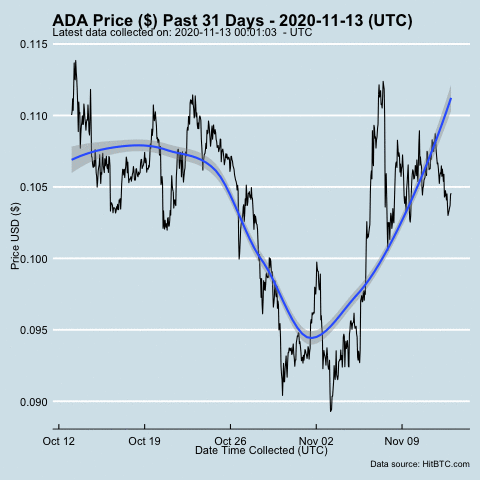 ADA Price ($) Past 31 Days - 2020-11-13 (UTC)
Latest data collected on: 2020-11-13 00:01:03 - UTC
0.115
0.110
0.105
0.100
0.095
0.090
Price USD ($)
Oct 12 Oct 19 Oct 26 Nov 02 Nov 09
Date Time Collected (UTC)
Data source: HitBTC.com